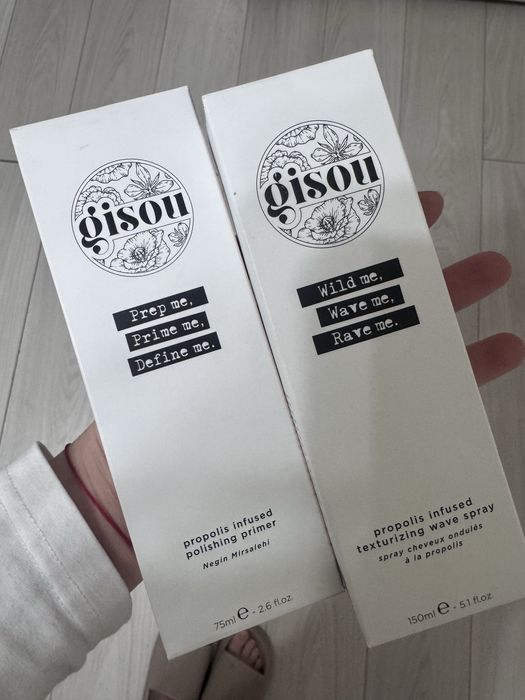 gisou
Prep me,
Prime me,
Define me.
propolis infused
polishing primer
Negin Mirsalehi
75ml e - 2.6 fl.oz.
gisou
Wild me,
Wave me,
Rave me.
propolis infused
texturizing wave spray
spray cheveux ondulés
à la propolis
150ml e - 5.1 fl.oz.